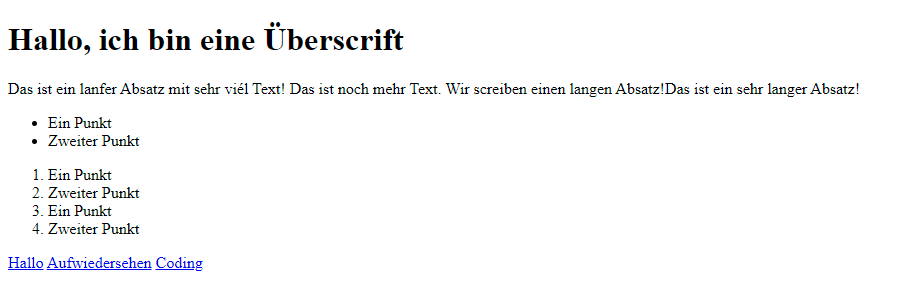 Hallo, ich bin eine Überscrift
Das ist ein lanfer Absatz mit sehr viél Text! Das ist noch mehr Text. Wir screiben einen langen Absatz!Das ist ein sehr langer Absatz!
• Ein Punkt
• Zweiter Punkt
1. Ein Punkt
2. Zweiter Punkt
3. Ein Punkt
4. Zweiter Punkt
Hallo Aufwiedersehen Coding